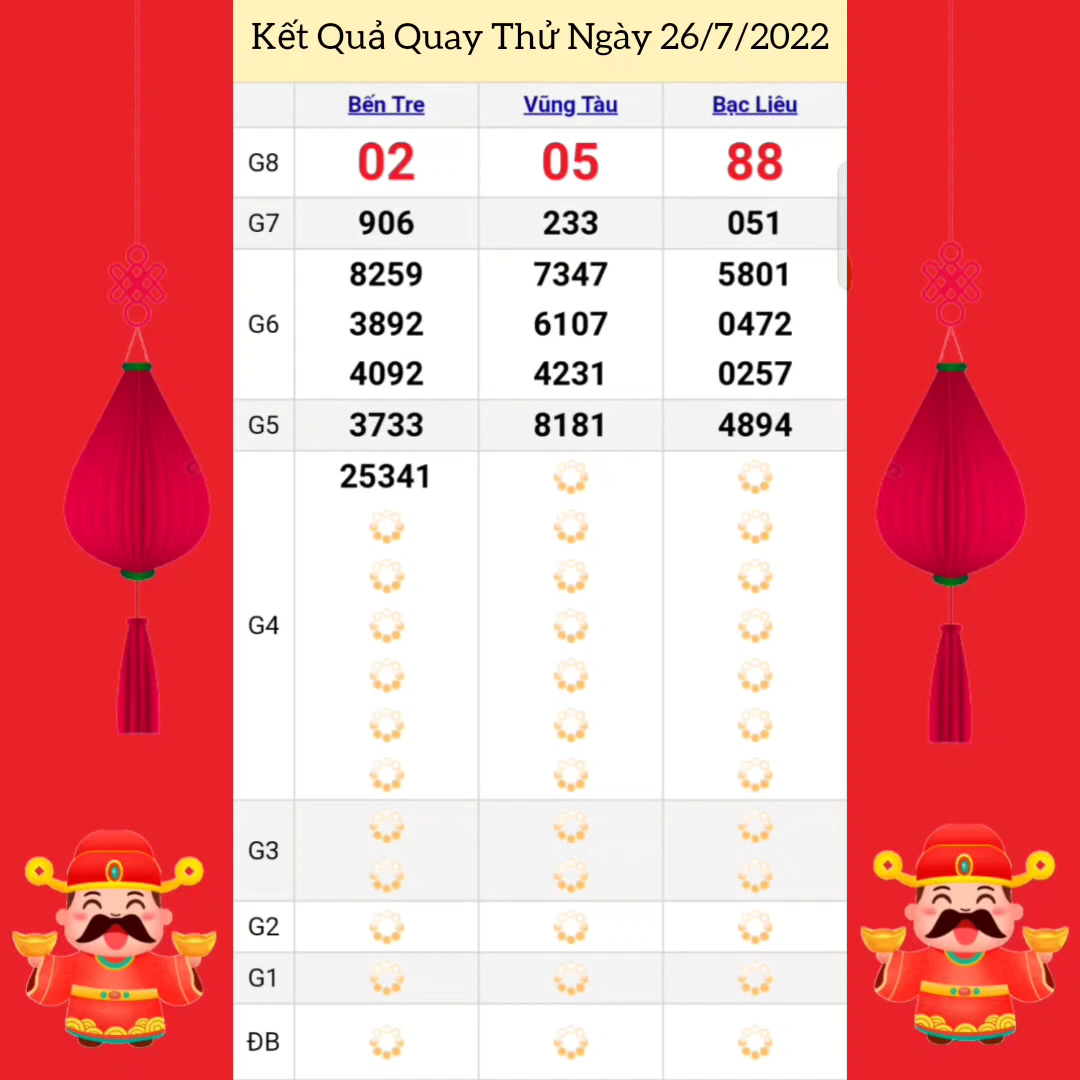 Kết Quả Quay Thử Ngày 26/7/2022
Bến Tre Vũng Tàu Bạc Liêu
G8 02 05 88
G7 906 233 051
8259 7347 5801
G6 3892 6107 0472
4092 4231 0257
G5 3733 8181 4894
25341
G4
G3
G2
G1
ĐB